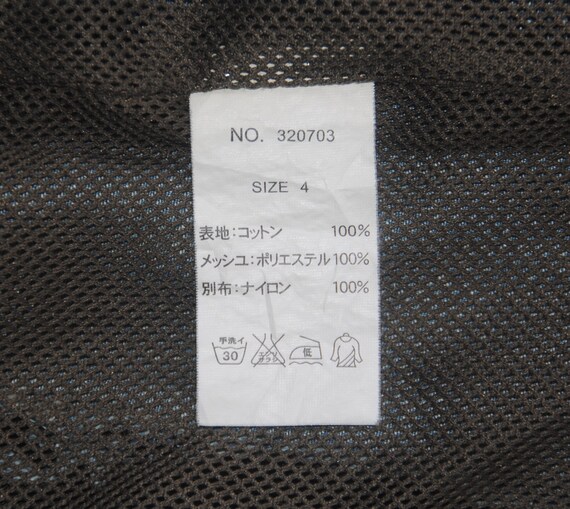 NO. 320703
SIZE 4
表地:コットン 100%
メッシュ:ポリエステル100%
別布:ナイロン 100%
手洗イ 低
30